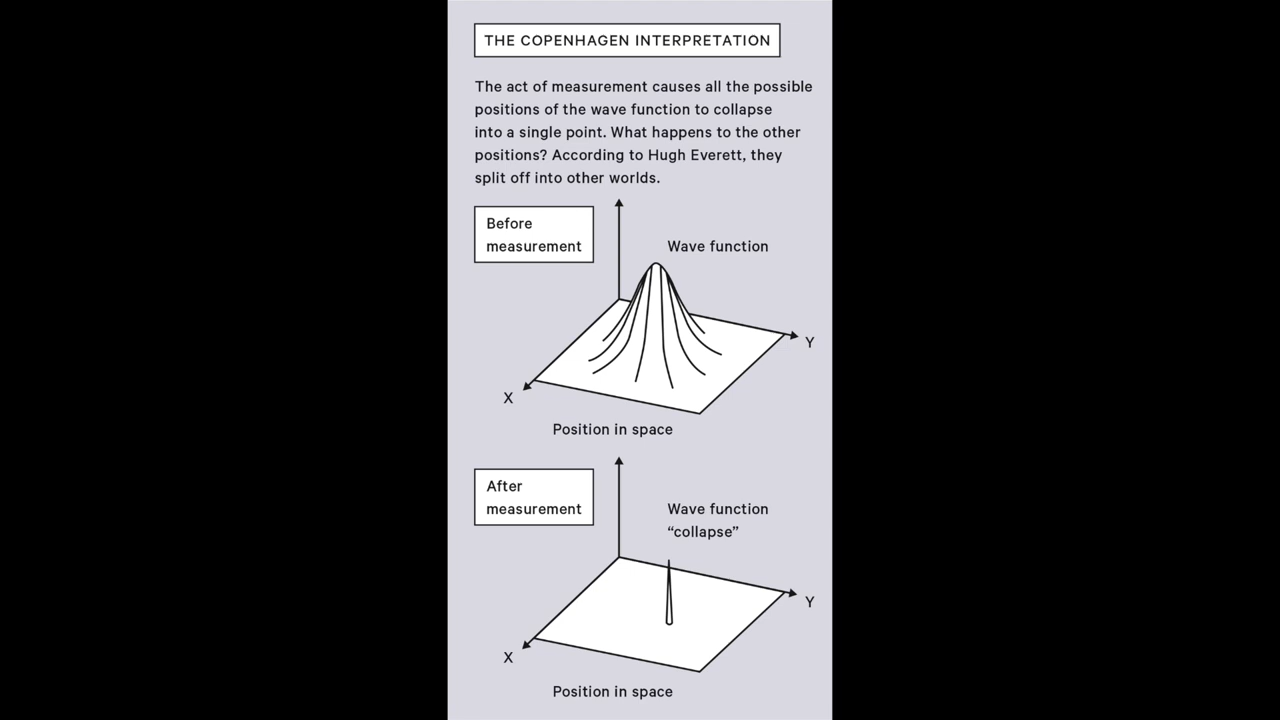 THE COPENHAGEN INTERPRETATION
The act of measurement causes all the possible
positions of the wave function to collapse
into a single point. What happens to the other
positions? According to Hugh Everett, they
split off into other worlds.
Before
measurement
Wave function
Y
X
Position in space
After
measurement
Wave function
“collapse”
Y
X
Position in space